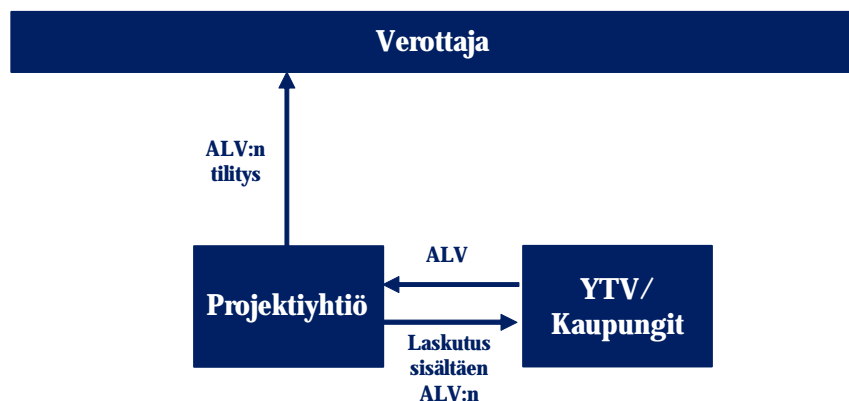 Verottaja
ALV:n
tilitys
ALV
Projektiyhtiö
YTV/
Kaupungit
Laskutus
sisältäen
ALV:n